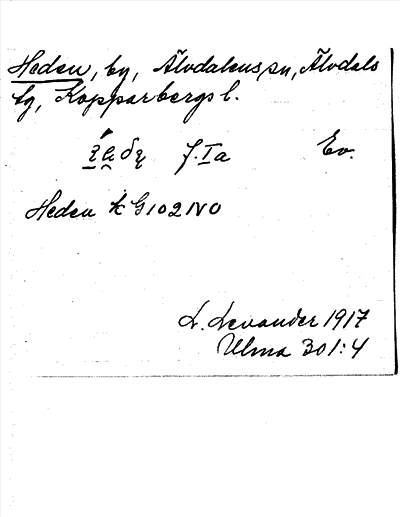 Heden, by, Älvdalens sn, Älvdals
tg, Kopparbergs l.
f. Ia Ev.
Heden k G102NO
L. Levander 1917
Ulma 301:4